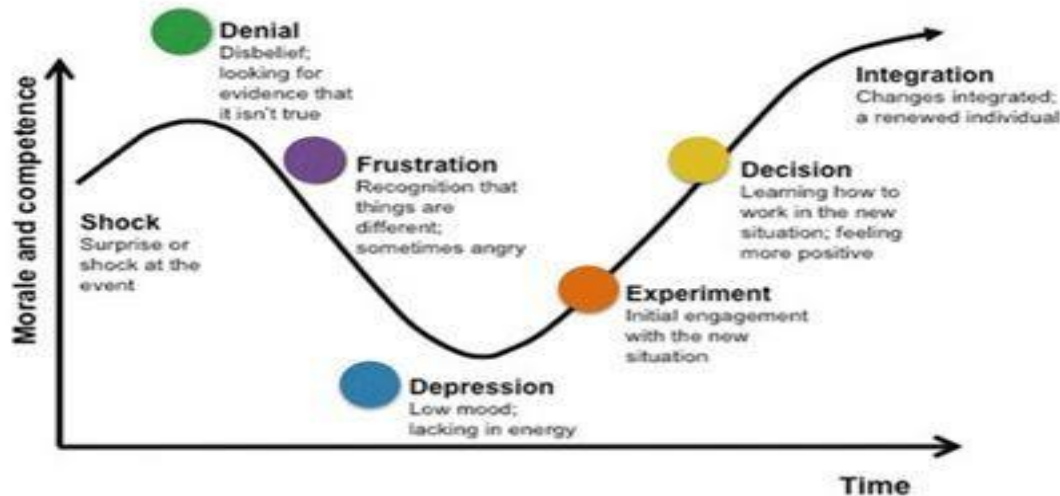 Denial
Disbelief;
looking for
evidence that
it isn't true
Frustration
Recognition that
things are
different;
sometimes angry
Shock
Surprise or
shock at the
event
Depression
Low mood;
lacking in energy
Experiment
Initial engagement
with the new
situation
Decision
Learning how to
work in the new
situation; feeling
more positive
Integration
Changes integrated;
a renewed individual
Morale and competence
Time